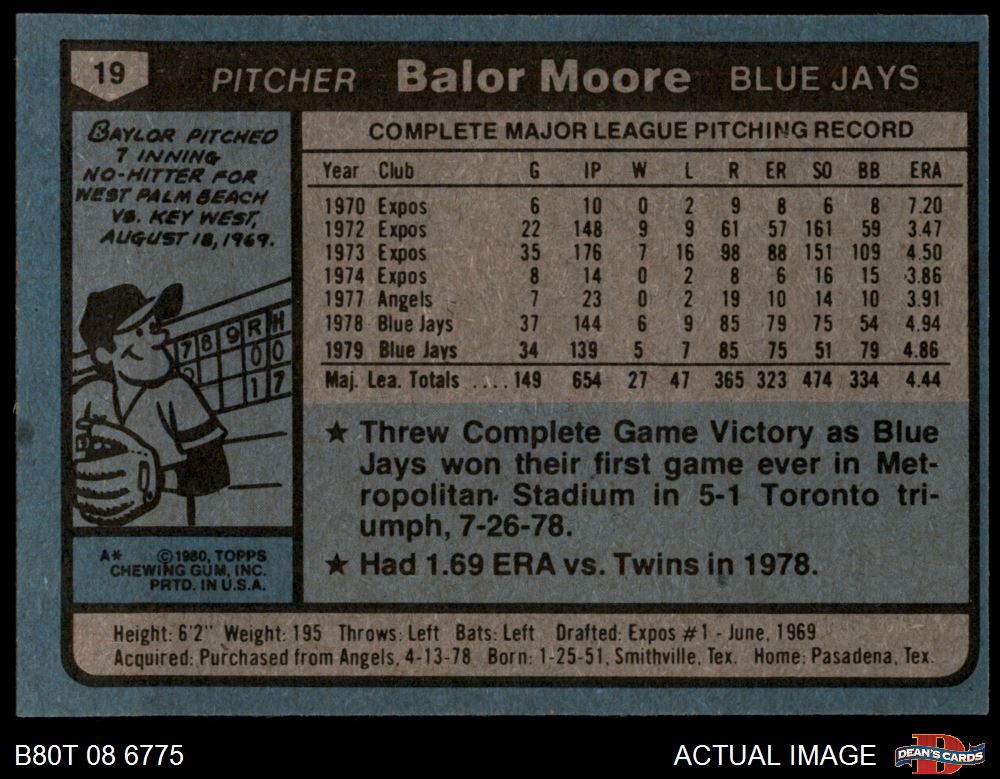 19 PITCHER Balor Moore BLUE JAYS
BAYLOR PITCHED
7 INNING
NO-HITTER FOR
WEST PALM BEACH
VS. KEY WEST,
AUGUST 18, 1969.
7 8 9 R H
0 0
1 7
A* ©1980, TOPPS
CHEWING GUM, INC.
PRTD. IN U.S.A.
COMPLETE MAJOR LEAGUE PITCHING RECORD
Year Club G IP W L R ER SO BB ERA
1970 Expos 6 10 0 2 9 8 6 8 7.20
1972 Expos 22 148 9 9 61 57 161 59 3.47
1973 Expos 35 176 7 16 98 88 151 109 4.50
1974 Expos 8 14 0 2 8 6 16 15 3.86
1977 Angels 7 23 0 2 19 10 14 10 3.91
1978 Blue Jays 37 144 6 9 85 79 75 54 4.94
1979 Blue Jays 34 139 5 7 85 75 51 79 4.86
Maj. Lea. Totals .... 149 654 27 47 365 323 474 334 4.44
★ Threw Complete Game Victory as Blue
Jays won their first game ever in Met-
ropolitan Stadium in 5-1 Toronto tri-
umph, 7-26-78.
★ Had 1.69 ERA vs. Twins in 1978.
Height: 6'2" Weight: 195 Throws: Left Bats: Left Drafted: Expos #1 - June, 1969
Acquired: Purchased from Angels, 4-13-78 Born: 1-25-51, Smithville, Tex. Home: Pasadena, Tex.
B80T 08 6775
ACTUAL IMAGE
DEAN'S CARDS